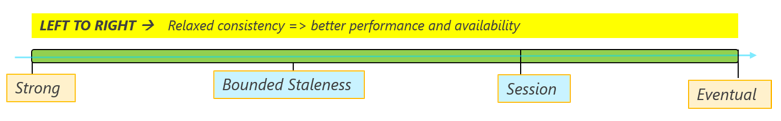 LEFT TO RIGHT → Relaxed consistency => better performance and availability
Strong
Bounded Staleness
Session
Eventual